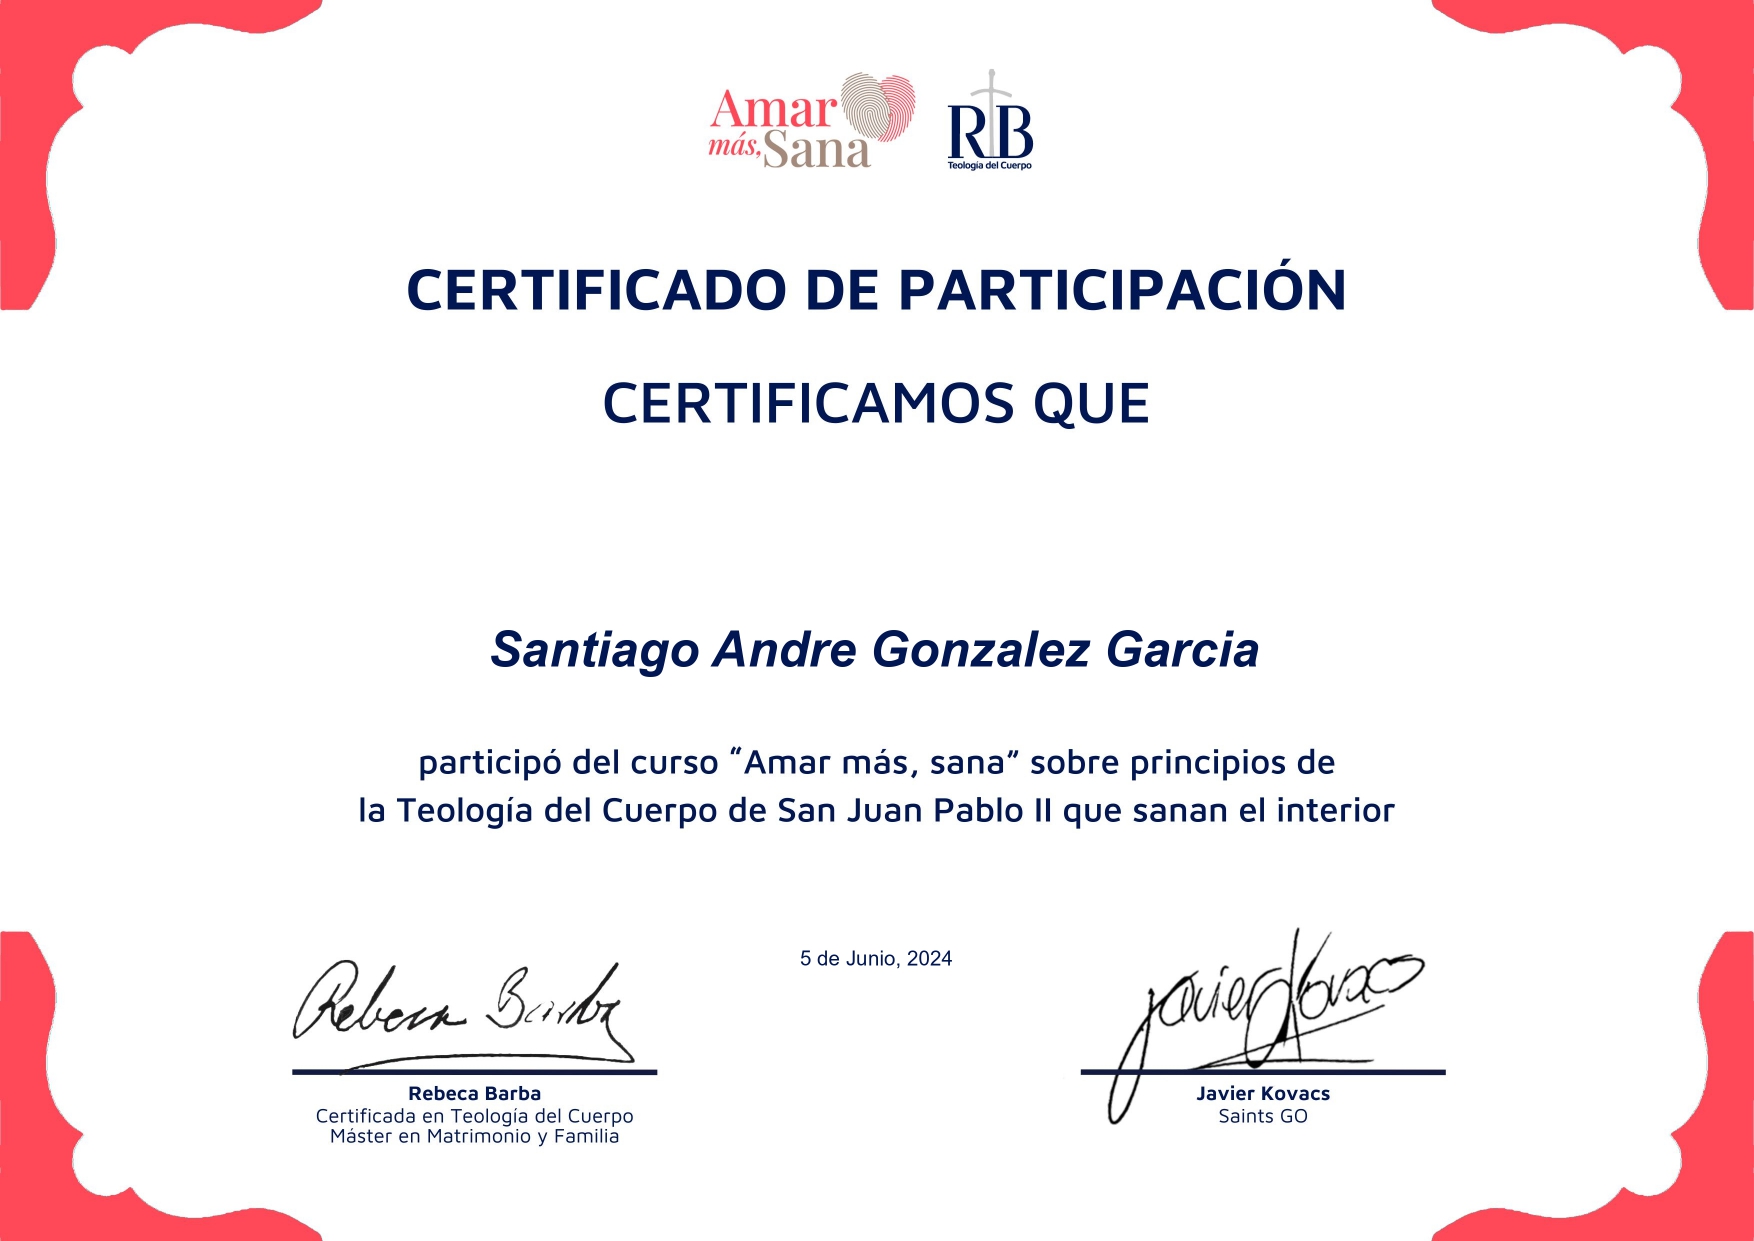 Amar
más, Sana
RB
Teología del Cuerpo
CERTIFICADO DE PARTICIPACIÓN
CERTIFICAMOS QUE
Santiago Andre Gonzalez Garcia
participó del curso “Amar más, sana” sobre principios de
la Teología del Cuerpo de San Juan Pablo II que sanan el interior
5 de Junio, 2024
Rebeca Barba
Javier Kovacs
Rebeca Barba
Certificada en Teología del Cuerpo
Máster en Matrimonio y Familia
Javier Kovacs
Saints GO